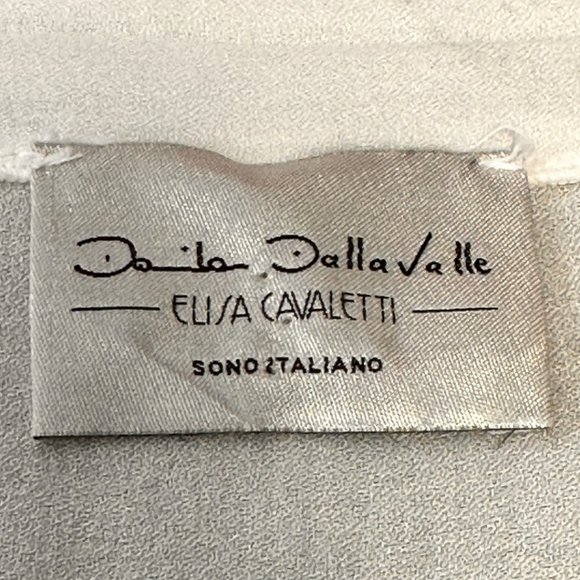 Daniela Dallavalle
ELISA CAVALETTI
SONO ITALIANO